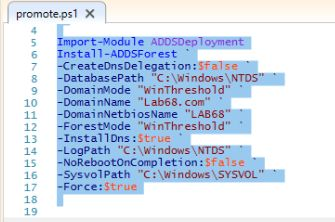 promote.ps1 X
4
5
6 Import-Module ADDSDeployment
7 Install-ADDSForest `
8 -CreateDnsDelegation:$false `
9 -DatabasePath "C:\Windows\NTDS" `
10 -DomainMode "WinThreshold" `
11 -DomainName "Lab68.com" `
12 -DomainNetbiosName "LAB68" `
13 -ForestMode "WinThreshold" `
14 -InstallDns:$true `
15 -LogPath "C:\Windows\NTDS" `
16 -NoRebootOnCompletion:$false `
17 -SysvolPath "C:\Windows\SYSVOL" `
18 -Force:$true
19